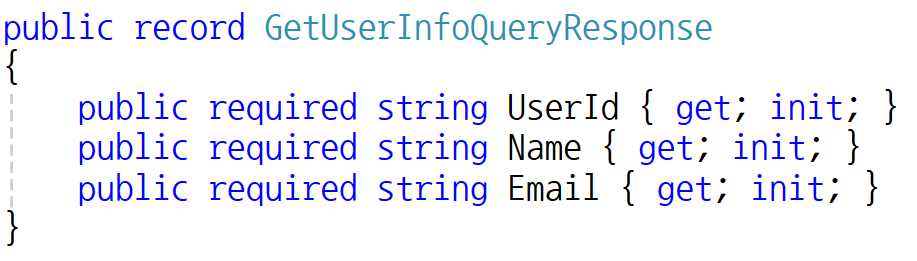 public record GetUserInfoQueryResponse
{
    public required string UserId { get; init; }
    public required string Name { get; init; }
    public required string Email { get; init; }
}